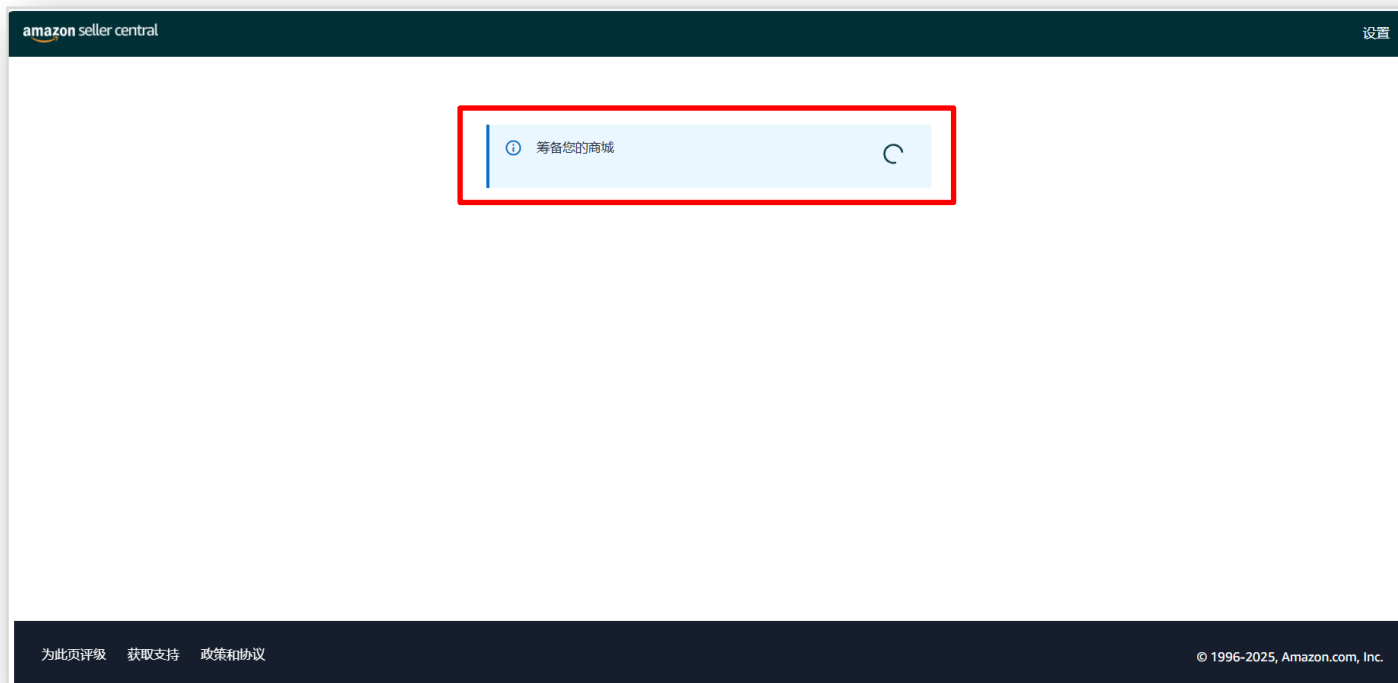 amazon seller central
设置
筹备您的商城
为此页评级 获取支持 政策和协议
© 1996-2025, Amazon.com, Inc.